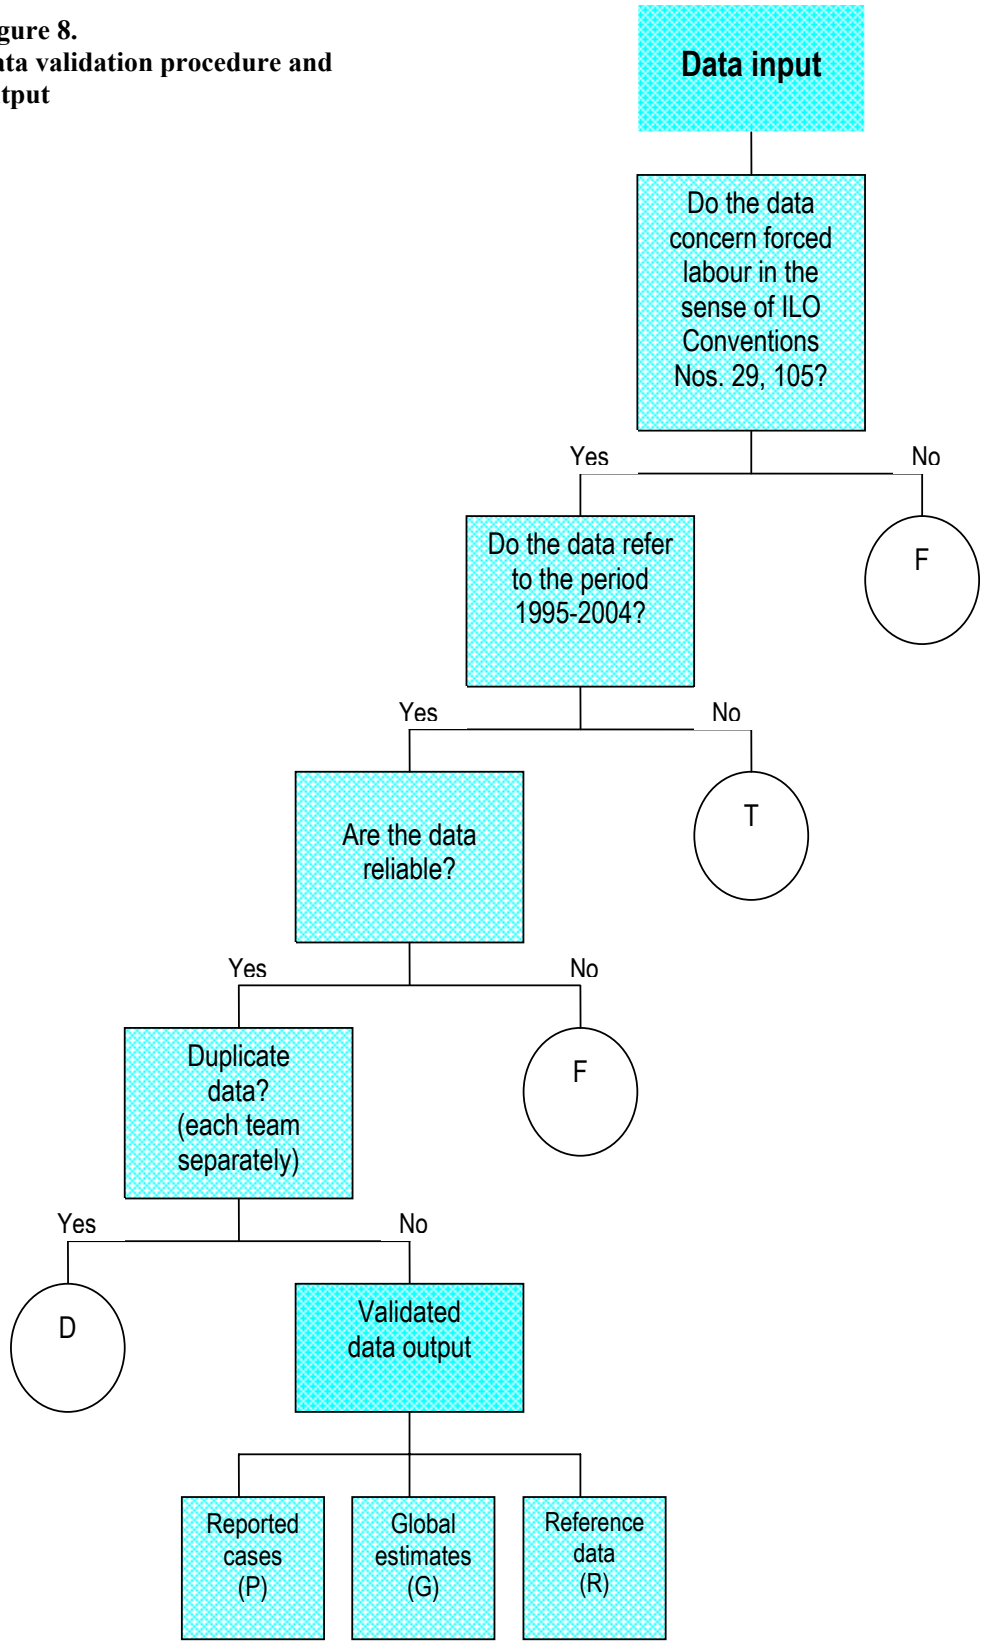 gure 8.
ata validation procedure and
tput
Data input
Do the data
concern forced
labour in the
sense of ILO
Conventions
Nos. 29, 105?
Yes
No
Do the data refer
to the period
1995-2004?
F
Yes
No
Are the data
reliable?
T
Yes
No
Duplicate
data?
(each team
separately)
F
Yes
No
D
Validated
data output
Reported
cases
(P)
Global
estimates
(G)
Reference
data
(R)